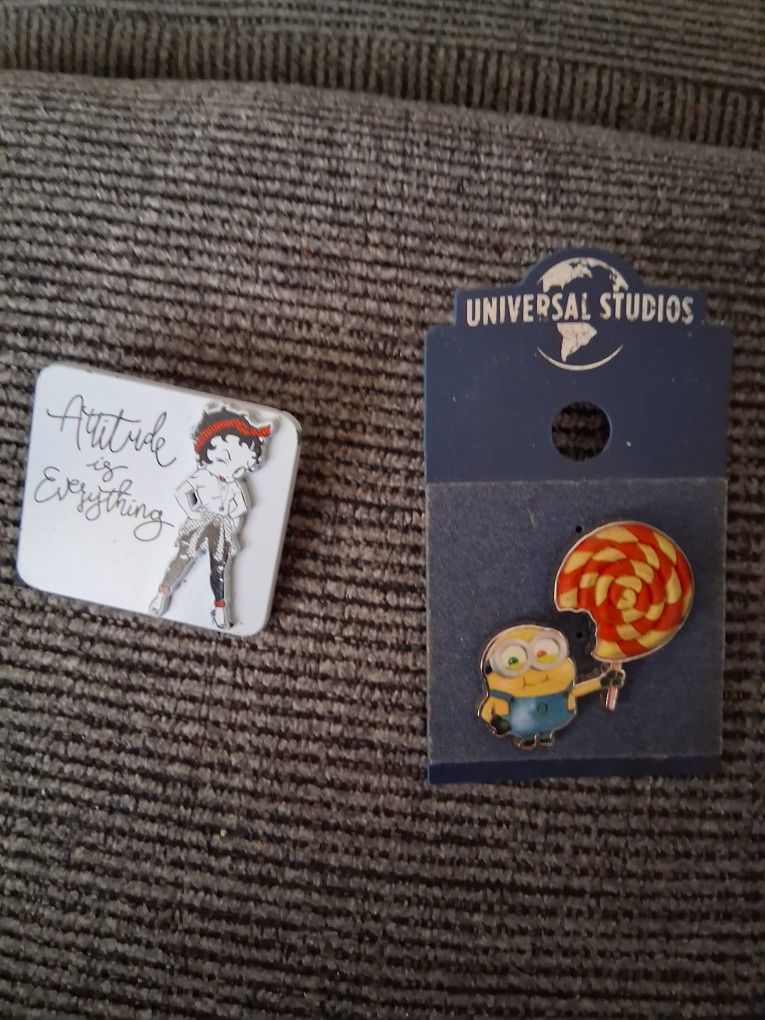 Attitude
is
Everything
UNIVERSAL STUDIOS